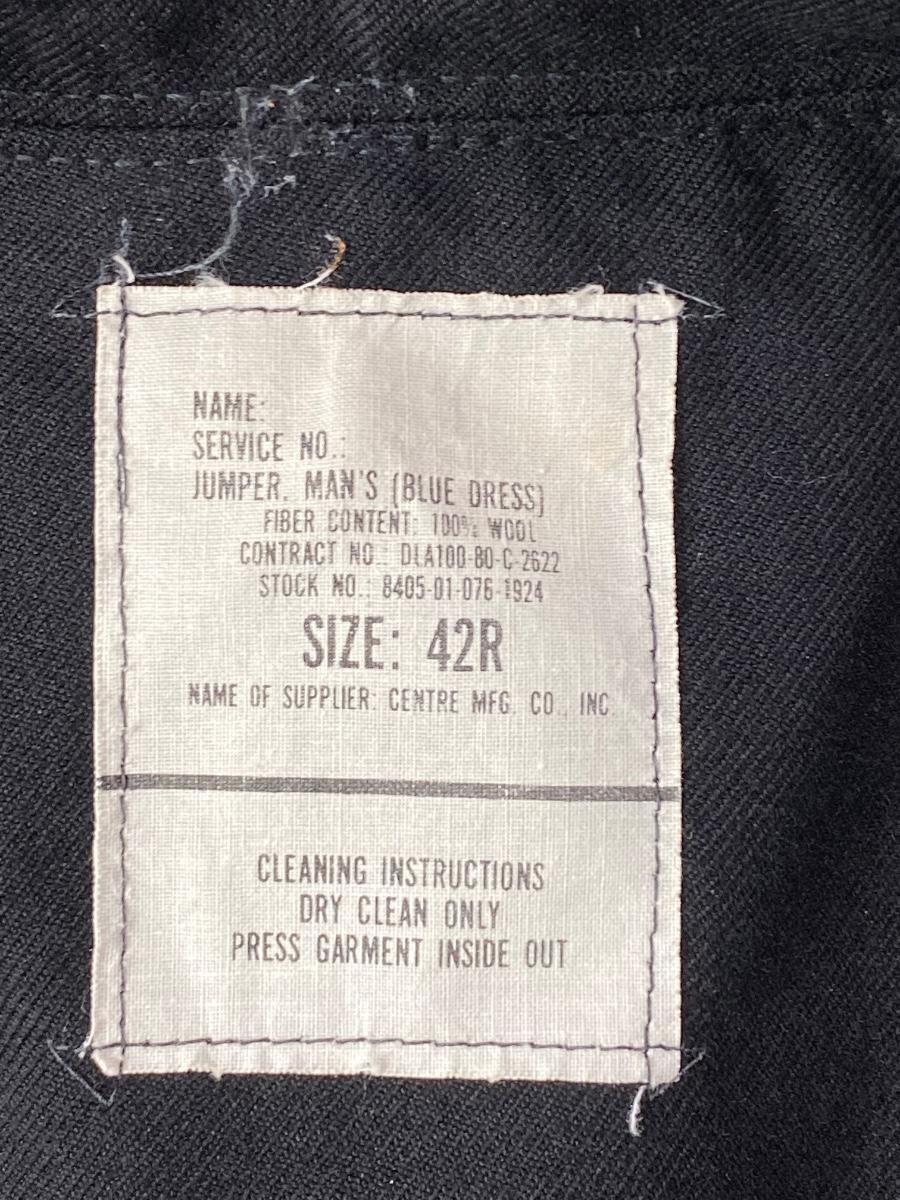 NAME:
SERVICE NO.:
JUMPER, MAN'S (BLUE DRESS)
FIBER CONTENT: 100% WOOL
CONTRACT NO.: DLA100-80-C-2622
STOCK NO.: 8405-01-076-1924
SIZE: 42R
NAME OF SUPPLIER: CENTRE MFG. CO., INC
CLEANING INSTRUCTIONS
DRY CLEAN ONLY
PRESS GARMENT INSIDE OUT